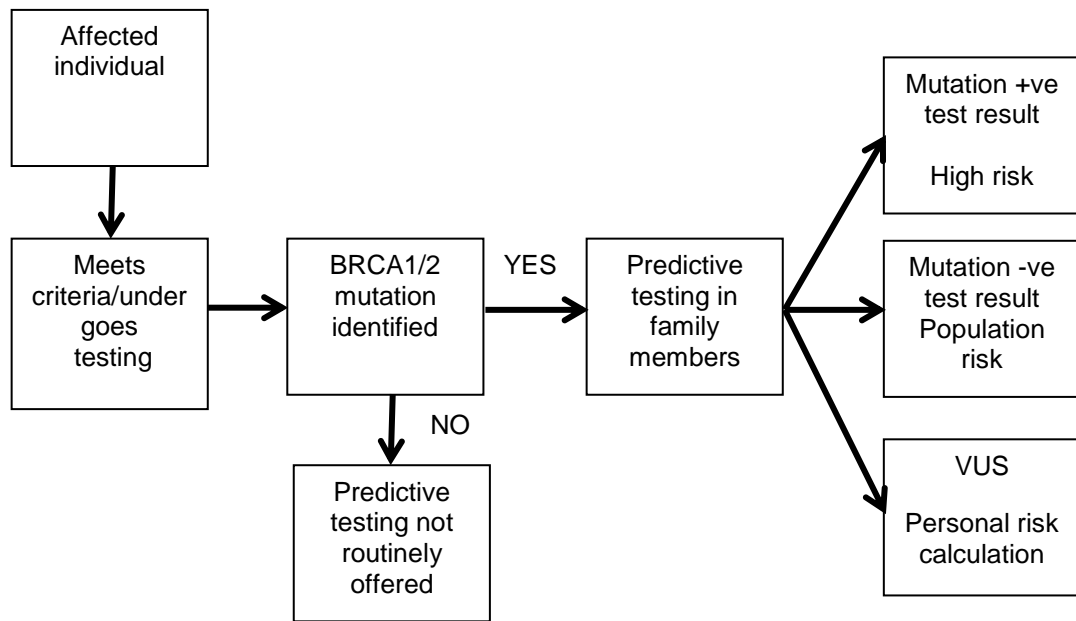 Affected
individual
Meets
criteria/under
goes
testing
BRCA1/2
mutation
identified
YES
NO
Predictive
testing not
routinely
offered
Predictive
testing in
family
members
Mutation +ve
test result
High risk
Mutation -ve
test result
Population
risk
VUS
Personal risk
calculation